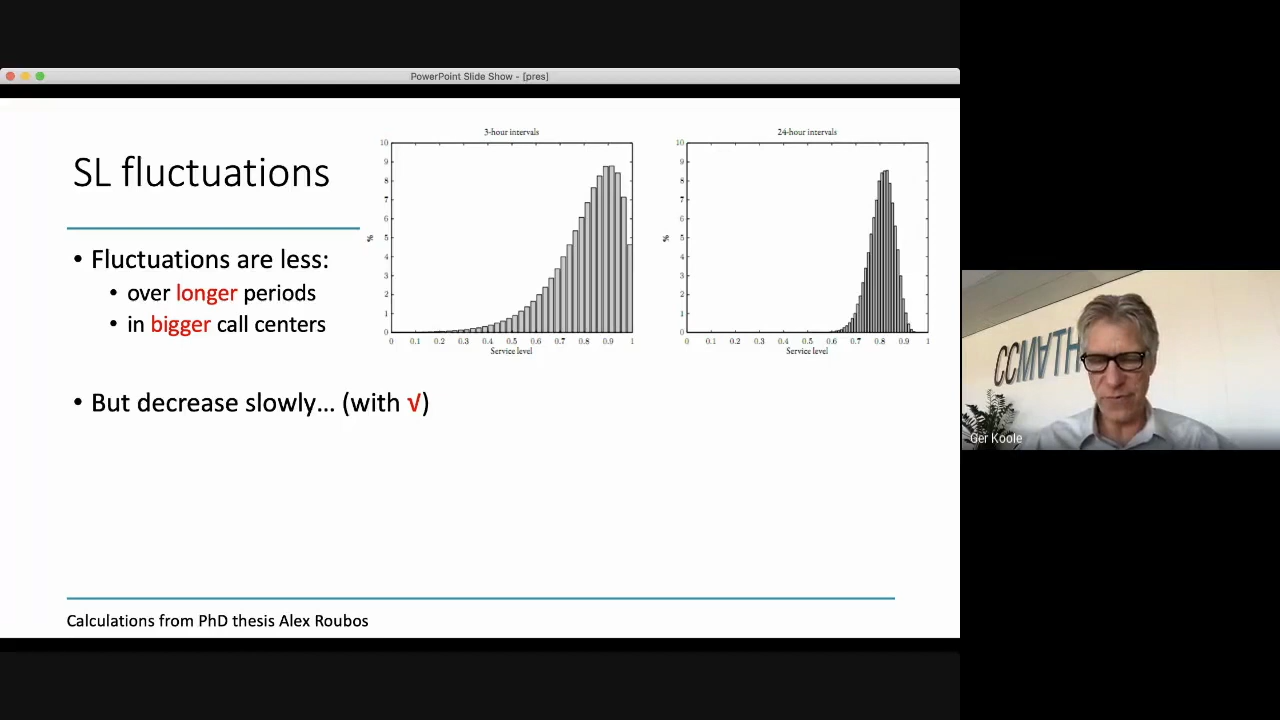 PowerPoint Slide Show - [pres]
SL fluctuations
• Fluctuations are less:
• over longer periods
• in bigger call centers
• But decrease slowly... (with √)
3-hour intervals
10
9
8
7
6
5
4
3
2
1
0
%
0 0.1 0.2 0.3 0.4 0.5 0.6 0.7 0.8 0.9 1
Service level
24-hour intervals
10
9
8
7
6
5
4
3
2
1
0
%
0 0.1 0.2 0.3 0.4 0.5 0.6 0.7 0.8 0.9 1
Service level
Calculations from PhD thesis Alex Roubos
CCMATH
Ger Koole